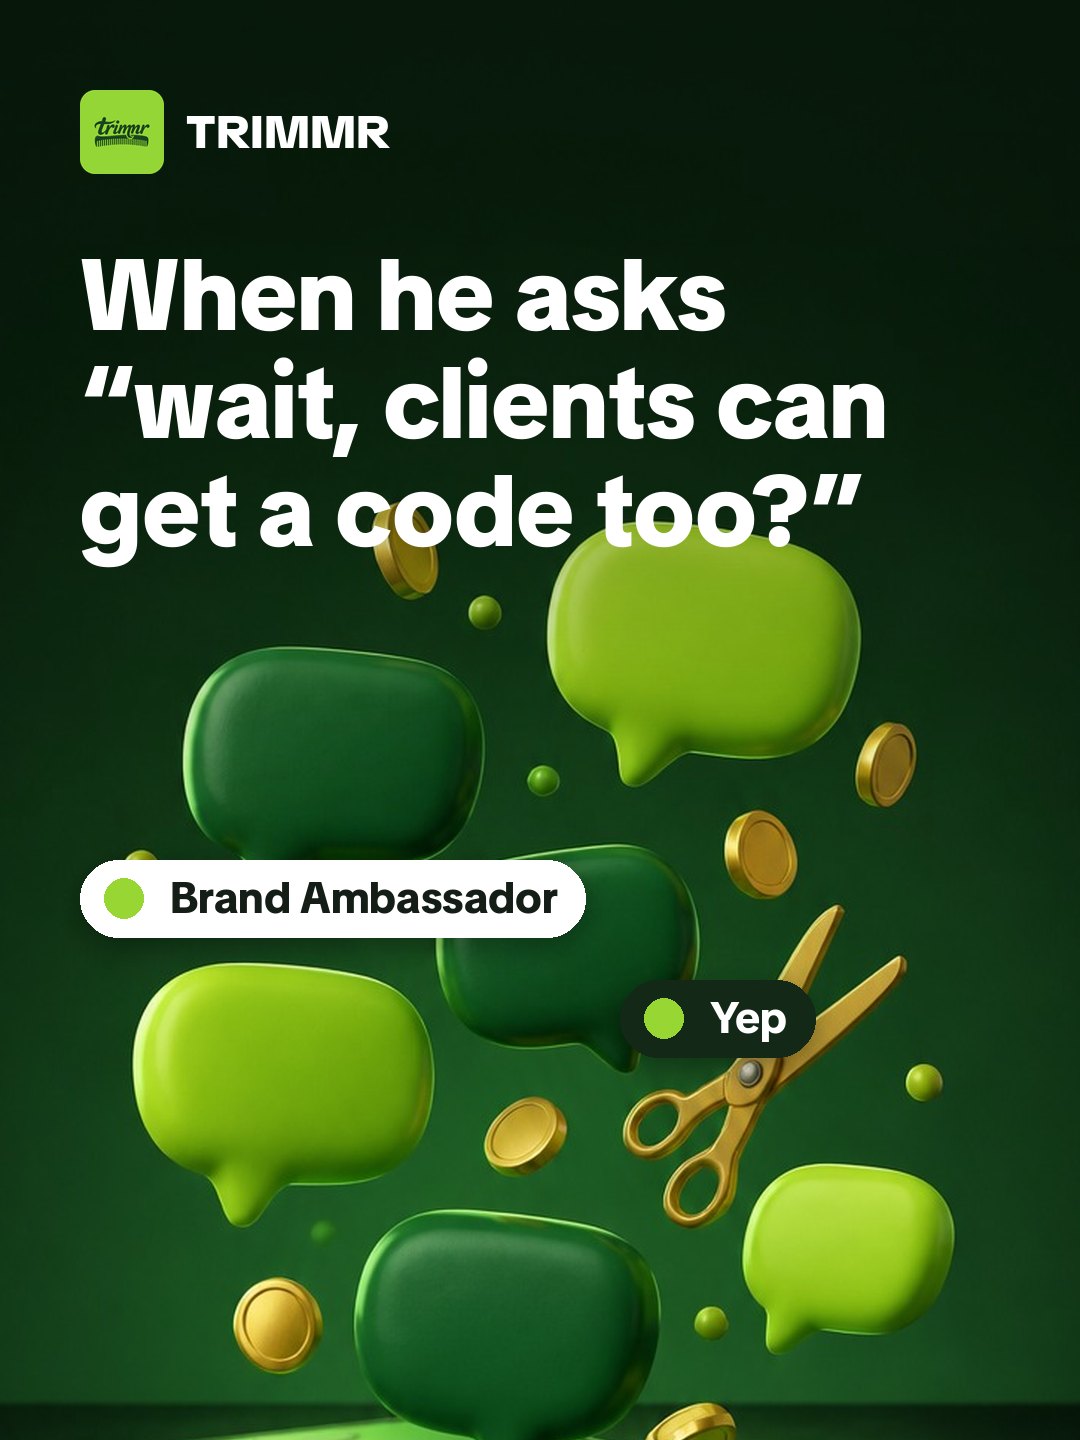 trimmr
TRIMMR
When he asks
“wait, clients can
get a code too?”
Brand Ambassador
Yep